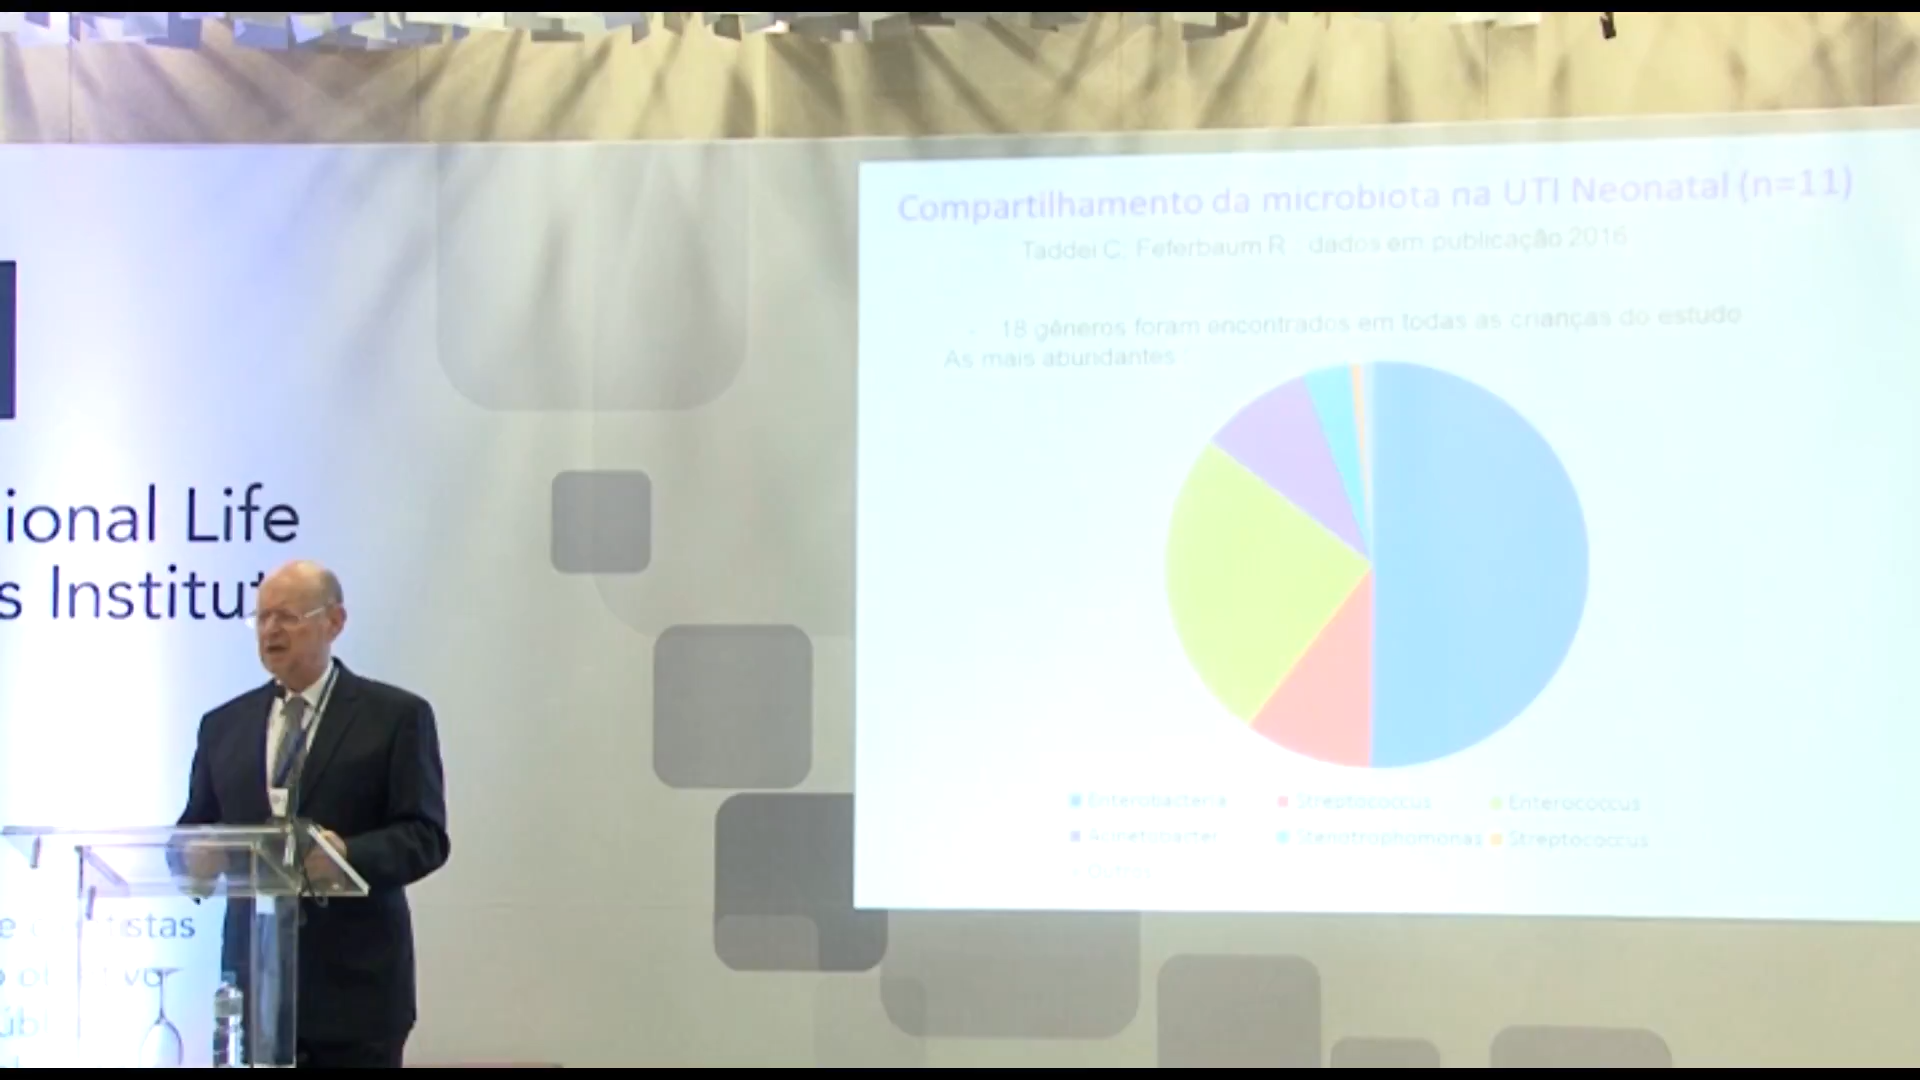 ional Life
s Institut
stas
Compartilhamento da microbiota na UTI Neonatal (n=11)
Taddei C, Feferbaum R - dados em publicação 2016
- 18 gêneros foram encontrados em todas as crianças do estudo
As mais abundantes
Enterobacteria Streptococcus Enterococcus
Acinetobacter Stenotrophomonas Streptococcus
Outros